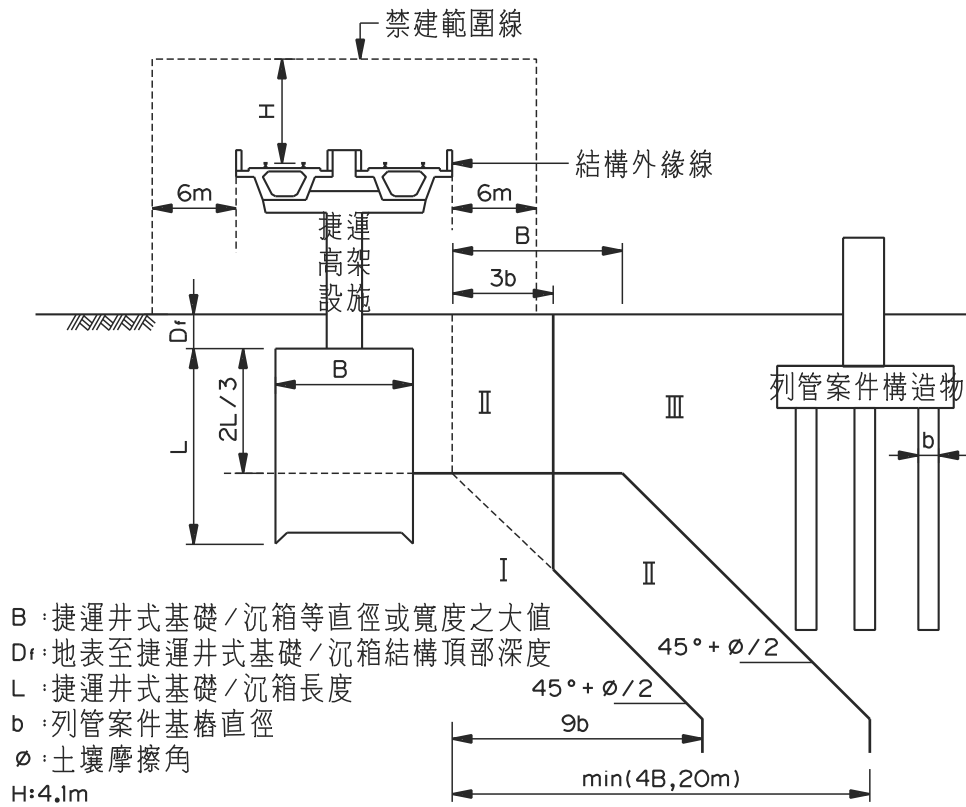 禁建範圍線
H
結構外緣線
6m
6m
捷運
高架
設施
B
3b
Df
B
2L/3
L
II
III
列管案件構造物
b
I
II
B:捷運井式基礎/沉箱等直徑或寬度之大值
Df:地表至捷運井式基礎/沉箱結構頂部深度
L:捷運井式基礎/沉箱長度
b:列管案件基樁直徑
ø:土壤摩擦角
H:4.1m
45°+ø/2
45°+ø/2
9b
min(4B,20m)